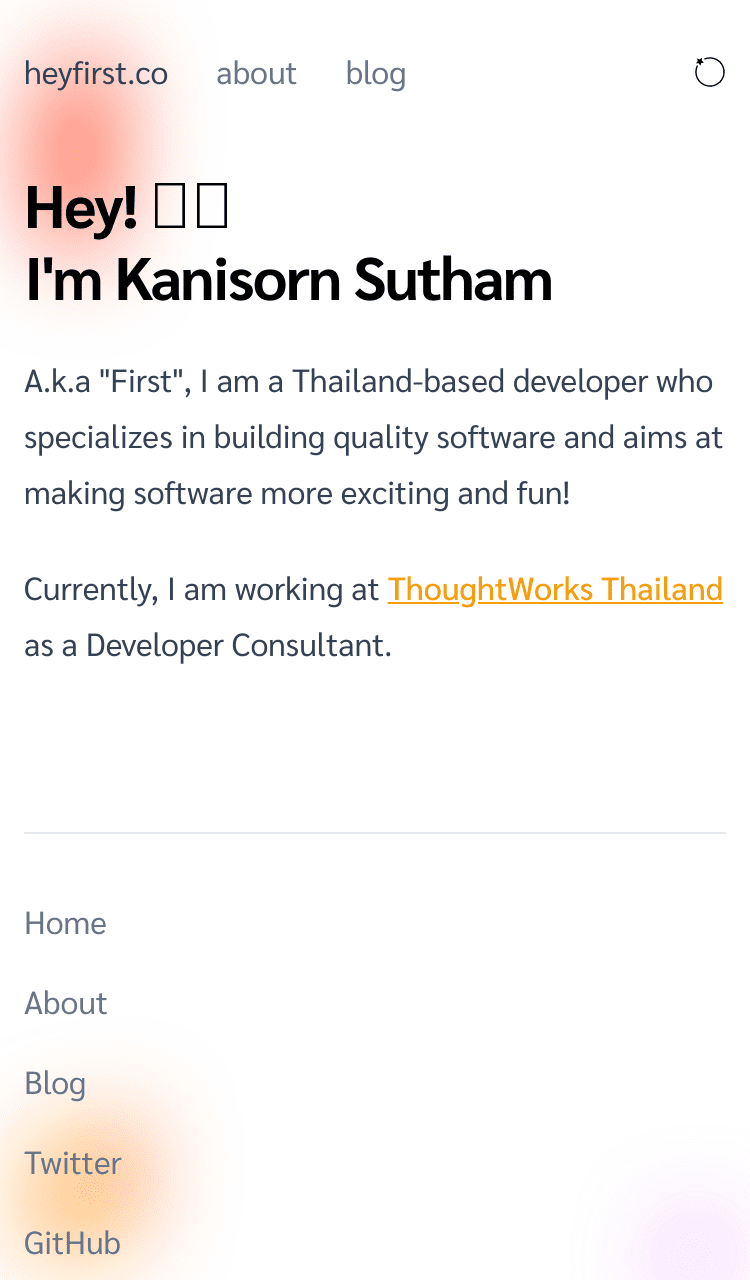 heyfirst.co about blog
Hey!
I'm Kanisorn Sutham
A.k.a "First", I am a Thailand-based developer who
specializes in building quality software and aims at
making software more exciting and fun!
Currently, I am working at ThoughtWorks Thailand
as a Developer Consultant.
Home
About
Blog
Twitter
GitHub